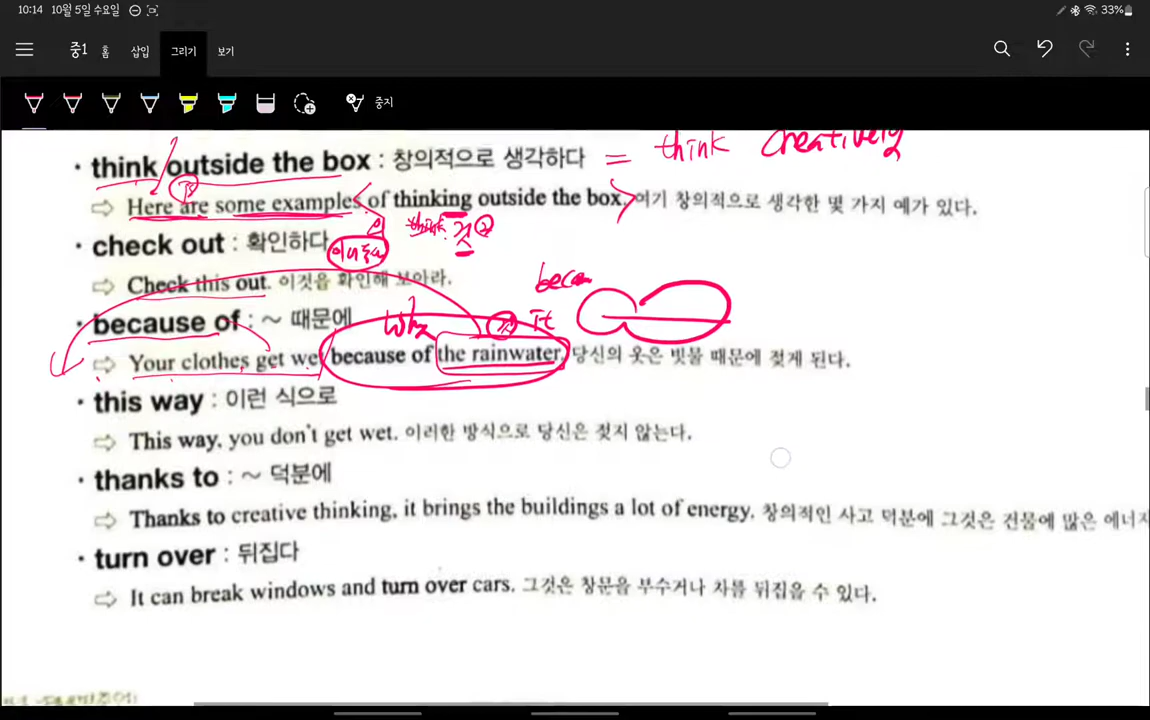 10:14 10월 5일 수요일 33%
중1 홈 삽입 그리기 보기
중지
think creatively
· think outside the box : 창의적으로 생각하다 =
⇨ Here are some examples of thinking outside the box. 여기 창의적으로 생각한 몇 가지 예가 있다.
· check out : 확인하다
것 ②
⇨ Check this out. 이것을 확인해 보아라.
beca
· because of : ~ 때문에
Why
⇨ Your clothes get wet because of the rainwater. 당신의 옷은 빗물 때문에 젖게 된다.
· this way : 이런 식으로
⇨ This way, you don't get wet. 이러한 방식으로 당신은 젖지 않는다.
· thanks to : ~ 덕분에
⇨ Thanks to creative thinking, it brings the buildings a lot of energy. 창의적인 사고 덕분에 그것은 건물에 많은 에너지
· turn over : 뒤집다
⇨ It can break windows and turn over cars. 그것은 창문을 부수거나 차를 뒤집을 수 있다.